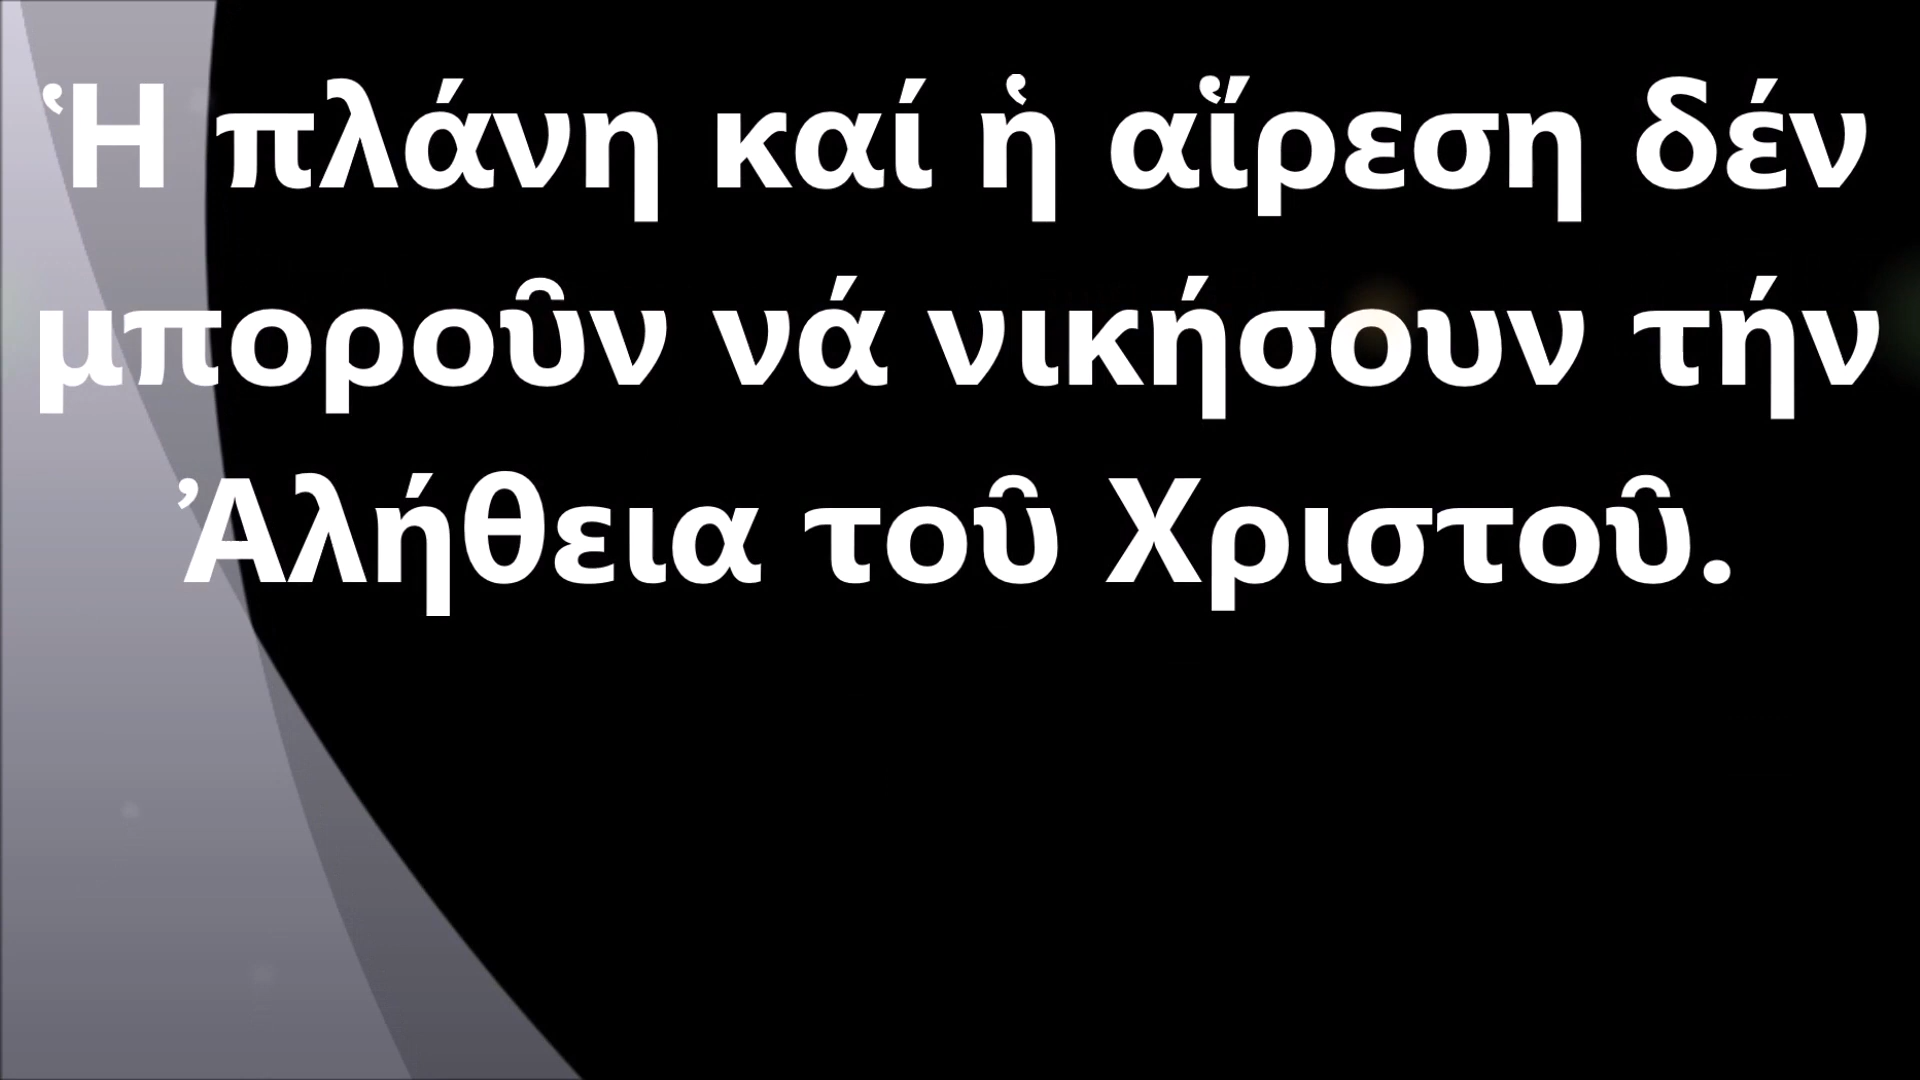 Ἡ πλάνη καί ἡ αἵρεση δέν
μποροῦν νά νικήσουν τήν
Ἀλήθεια τοῦ Χριστοῦ.